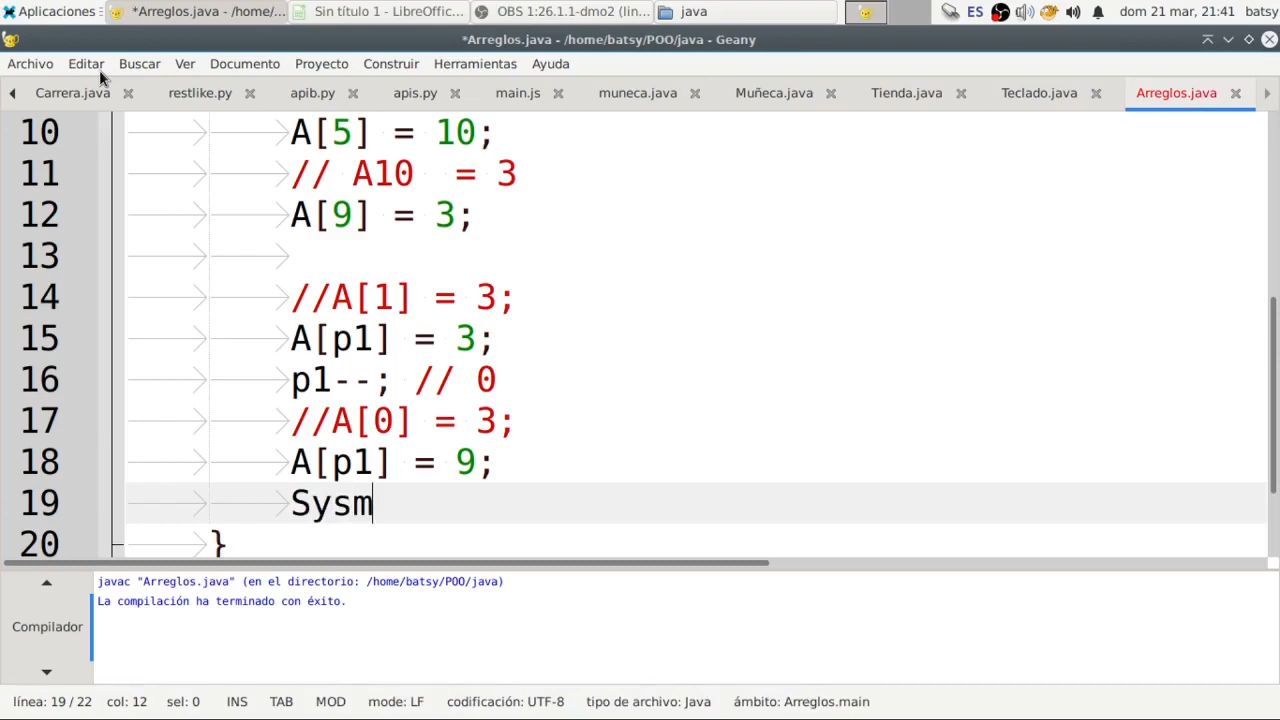 Aplicaciones
*Arreglos.java - /home/...
Sin título 1 - LibreOffic...
OBS 1:26.1.1-dmo2 (lin...
java
ES
dom 21 mar, 21:41
batsy
*Arreglos.java - /home/batsy/POO/java - Geany
Archivo Editar Buscar Ver Documento Proyecto Construir Herramientas Ayuda
Carrera.java restlike.py apib.py apis.py main.js muneca.java Muñeca.java Tienda.java Teclado.java Arreglos.java
10 A[5] = 10;
11 // A10  = 3
12 A[9] = 3;
13
14 //A[1] = 3;
15 A[p1] = 3;
16 p1--; // 0
17 //A[0] = 3;
18 A[p1] = 9;
19 Sysm
20 }
javac "Arreglos.java" (en el directorio: /home/batsy/POO/java)
La compilación ha terminado con éxito.
Compilador
línea: 19 / 22 col: 12 sel: 0 INS TAB MOD mode: LF codificación: UTF-8 tipo de archivo: Java ámbito: Arreglos.main